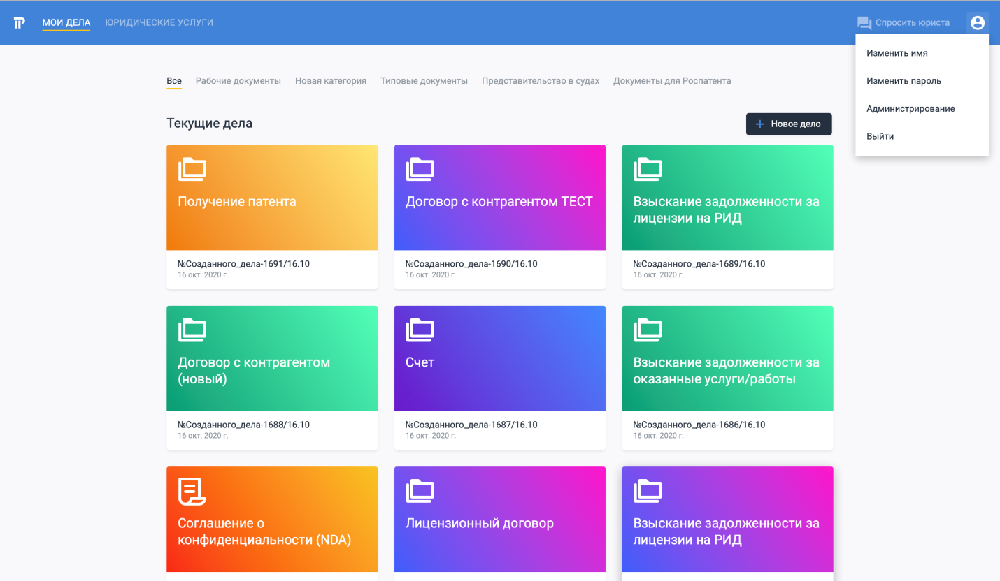 МОИ ДЕЛА ЮРИДИЧЕСКИЕ УСЛУГИ Спросить юриста
Изменить имя
Изменить пароль
Администрирование
Выйти
Все Рабочие документы Новая категория Типовые документы Представительство в судах Документы для Роспатента
Текущие дела
+ Новое дело
Получение патента
№Созданного_дела-1691/16.10
16 окт. 2020 г.
Договор с контрагентом ТЕСТ
№Созданного_дела-1690/16.10
16 окт. 2020 г.
Взыскание задолженности за
лицензии на РИД
№Созданного_дела-1689/16.10
16 окт. 2020 г.
Договор с контрагентом
(новый)
№Созданного_дела-1688/16.10
16 окт. 2020 г.
Счет
№Созданного_дела-1687/16.10
16 окт. 2020 г.
Взыскание задолженности за
оказанные услуги/работы
№Созданного_дела-1686/16.10
16 окт. 2020 г.
Соглашение о
конфиденциальности (NDA)
Лицензионный договор
Взыскание задолженности за
лицензии на РИД